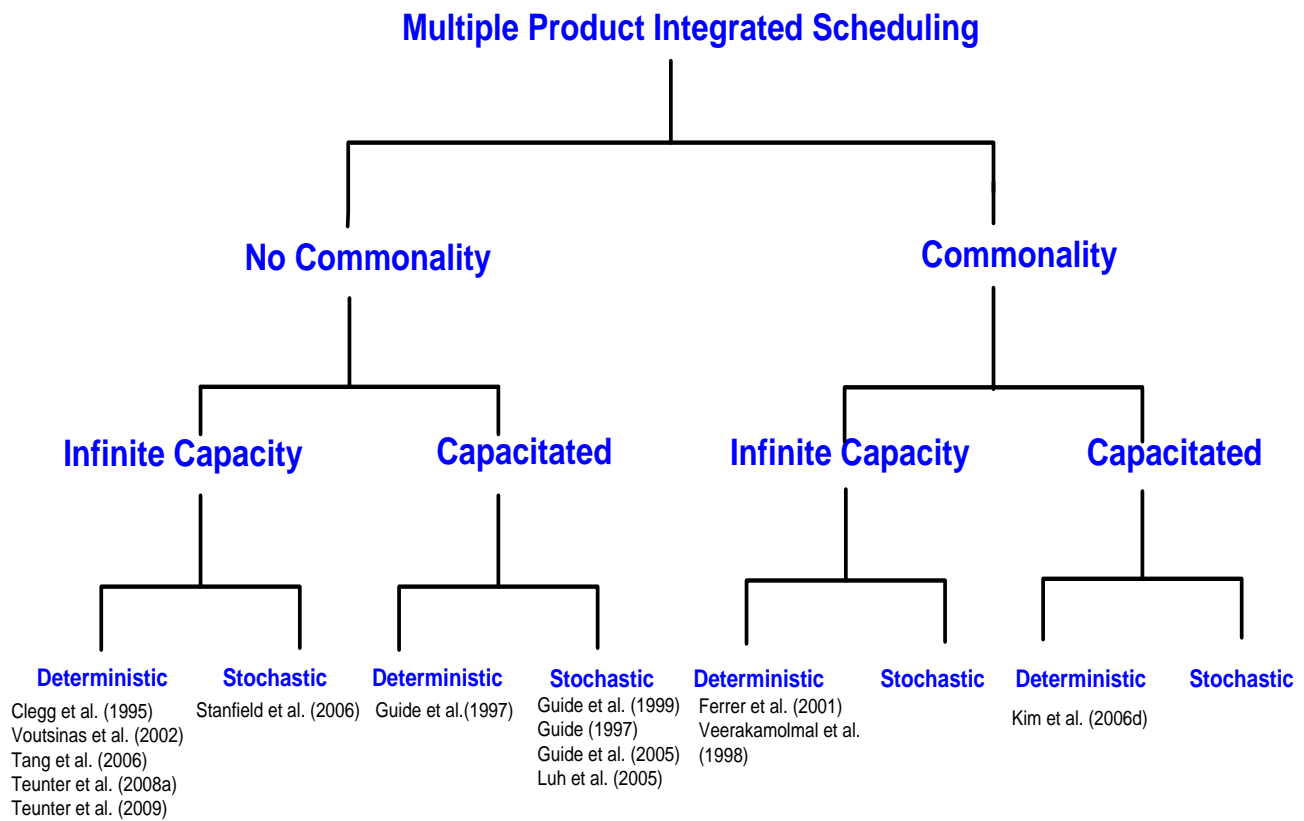 Multiple Product Integrated Scheduling
No Commonality
Commonality
Infinite Capacity
Capacitated
Infinite Capacity
Capacitated
Deterministic
Clegg et al. (1995)
Voutsinas et al. (2002)
Tang et al. (2006)
Teunter et al. (2008a)
Teunter et al. (2009)
Stochastic
Stanfield et al. (2006)
Deterministic
Guide et al.(1997)
Stochastic
Guide et al. (1999)
Guide (1997)
Guide et al. (2005)
Luh et al. (2005)
Deterministic
Ferrer et al. (2001)
Veerakamolmal et al.
(1998)
Stochastic
Deterministic
Kim et al. (2006d)
Stochastic